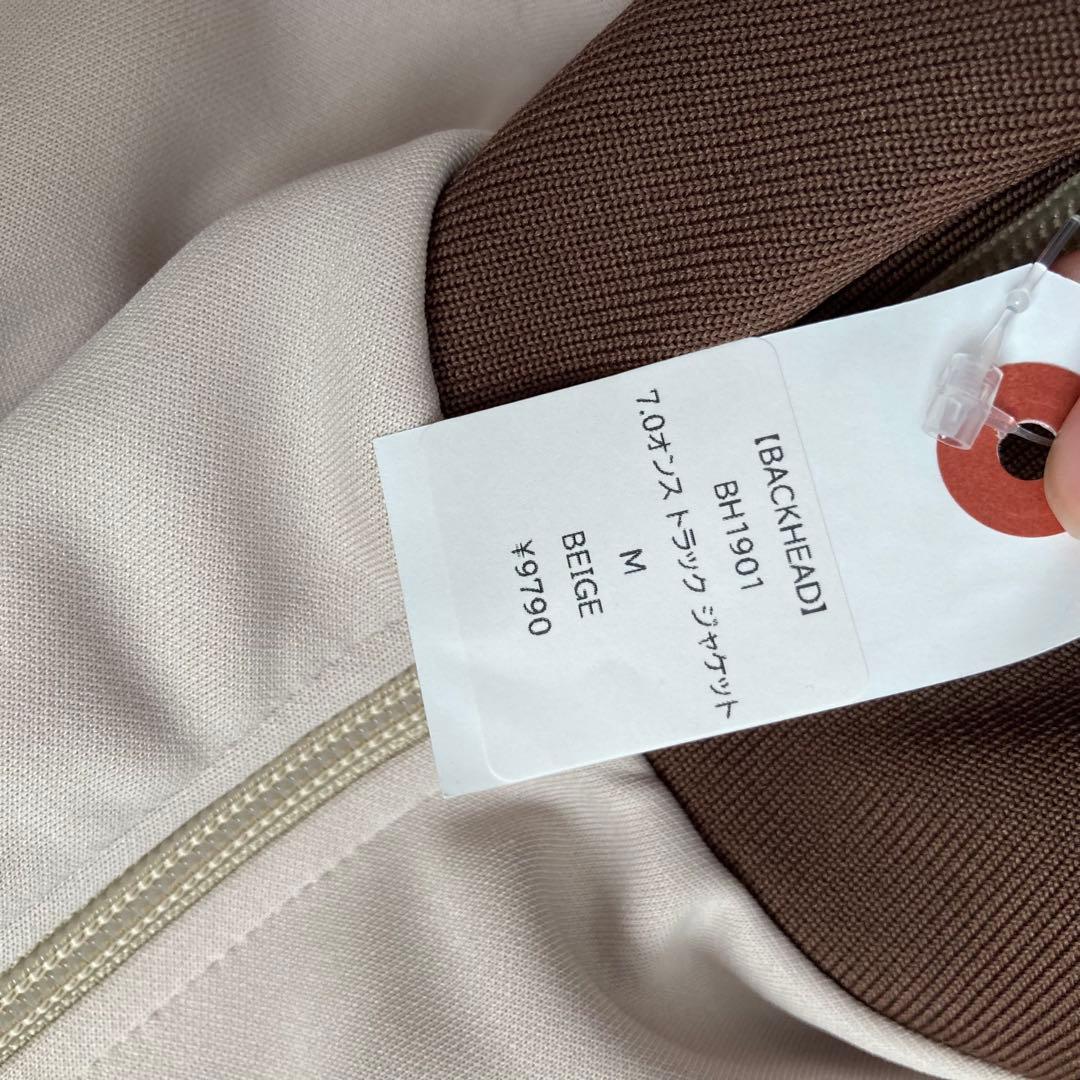 【BACKHEAD】
BH1901
7.0オンス トラック ジャケット
M
BEIGE
¥9790